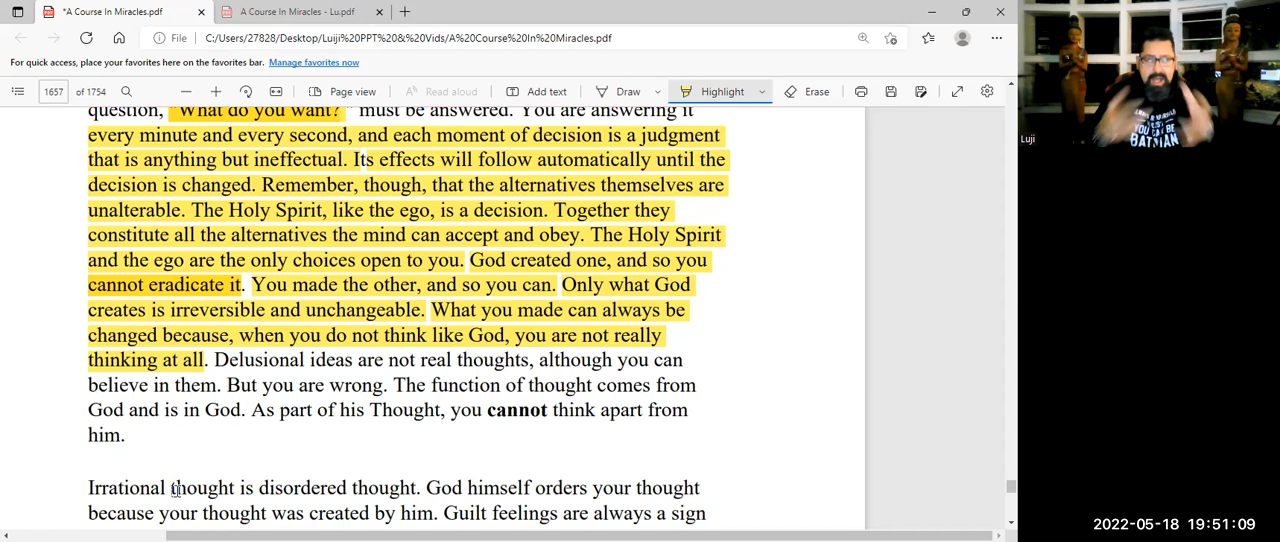 *A Course In Miracles.pdf
A Course In Miracles - Lu.pdf
File
C:/Users/27828/Desktop/Luiji%20PPT%20&%20Vids/A%20Course%20In%20Miracles.pdf
For quick access, place your favorites here on the favorites bar. Manage favorites now
1657 of 1754
Page view
Read aloud
Add text
Draw
Highlight
Erase
question, "What do you want?" must be answered. You are answering it
every minute and every second, and each moment of decision is a judgment
that is anything but ineffectual. Its effects will follow automatically until the
decision is changed. Remember, though, that the alternatives themselves are
unalterable. The Holy Spirit, like the ego, is a decision. Together they
constitute all the alternatives the mind can accept and obey. The Holy Spirit
and the ego are the only choices open to you. God created one, and so you
cannot eradicate it. You made the other, and so you can. Only what God
creates is irreversible and unchangeable. What you made can always be
changed because, when you do not think like God, you are not really
thinking at all. Delusional ideas are not real thoughts, although you can
believe in them. But you are wrong. The function of thought comes from
God and is in God. As part of his Thought, you cannot think apart from
him.
Irrational thought is disordered thought. God himself orders your thought
because your thought was created by him. Guilt feelings are always a sign
YOU CAN BE
BATMAN
Luji
2022-05-18 19:51:09